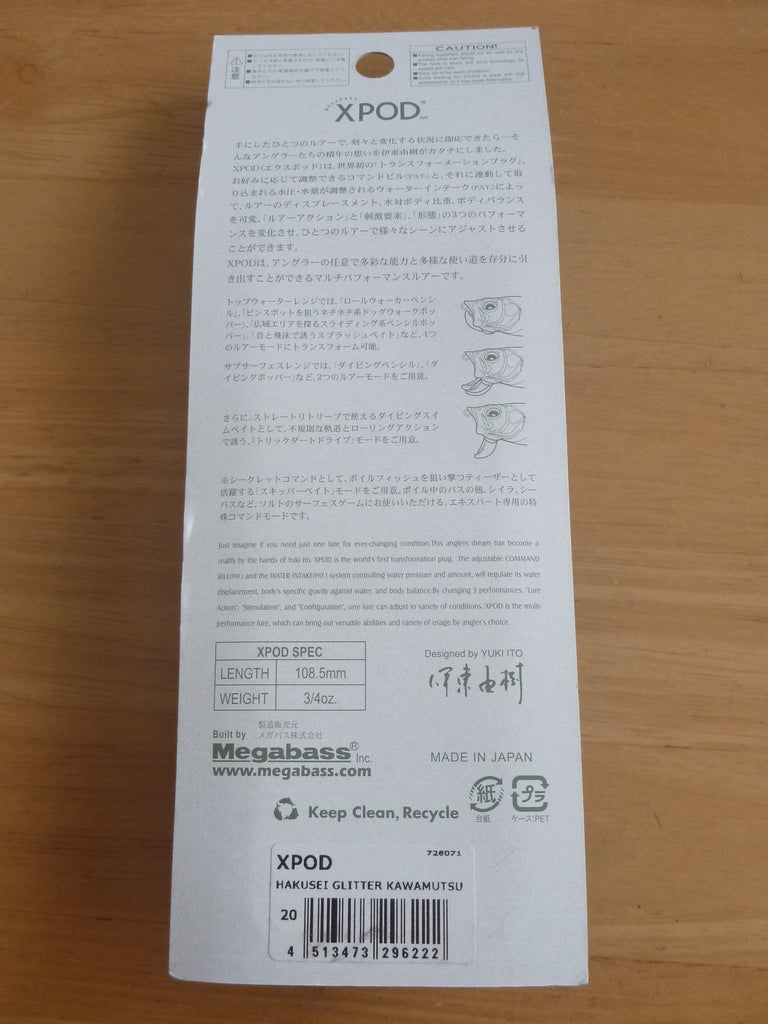 注意
CAUTION!
MEGABASS
XPOD™
手にしたひとつのルアーで、刻々と変化する状況に即応できたら…そ
んなアングラーたちの積年の想いを伊東由樹がカタチにしました。
XPOD(エクスポッド)は、世界初の「トランスフォーメーションプラグ」。
お好みに応じて調整できるコマンドビル(PAT.)と、それに連動して取
り込まれる水圧・水量が調整されるウォーターインテーク(PAT.)によっ
て、ルアーのディスプレースメント、水対ボディ比重、ボディバランス
を可変。「ルアーアクション」と「刺激要素」、「形態」の3つのパフォーマ
ンスを変化させ、ひとつのルアーで様々なシーンにアジャストさせる
ことができます。
XPODは、アングラーの任意で多彩な能力と多様な使い道を存分に引
き出すことができるマルチパフォーマンスルアーです。
トップウォーターレンジでは、「ロールウォーカーペンシ
ル」、「ピンスポットを狙うネチネチ系ドッグウォークポ
ッパー」、「広域エリアを探るスライディング系ペンシルポッ
パー」、「音と飛沫で誘うスプラッシュベイト」など、4つ
のルアーモードにトランスフォーム可能。
サブサーフェスレンジでは、「ダイビングペンシル」、「ダ
イビングポッパー」など、2つのルアーモードをご用意。
さらに、ストレートリトリーブで使えるダイビングスイ
ムベイトとして、不規則な軌道とローリングアクション
で誘う、「トリックダートドライブ」モードをご用意。
※シークレットコマンドとして、ボイルフィッシュを狙い撃つティーザーとして
活躍する「スキッパーベイト」モードをご用意。ボイル中のバスの他、シイラ、シー
バスなど、ソルトのサーフェスゲームにお使いいただける、エキスパート専用の特
殊コマンドモードです。
Just imagine if you need just one lure for ever-changing condition.This anglers dream has become a
reality by the hands of Yuki Ito. XPOD is the world's first transformation plug. The adjustable COMMAND
BILL(PAT.) and the WATER INTAKE(PAT.) system controlling water pressure and amount, will regulate its water
displacement, body's specific gravity against water, and body balance.By changing 3 performances, "Lure
Action", "Stimulation", and "Configuration", one lure can adjust to variety of conditions. XPOD is the multi-
performance lure, which can bring out versatile abilities and variety of usage by angler's choice.
XPOD SPEC
LENGTH 108.5mm
WEIGHT 3/4oz.
Designed by YUKI ITO
伊東由樹
製造販売元
Built by メガバス株式会社
Megabass® Inc.
www.megabass.com
MADE IN JAPAN
Keep Clean, Recycle
紙 プラ
台紙 ケース:PET
XPOD 726071
HAKUSEI GLITTER KAWAMUTSU
20
4 513473 296222